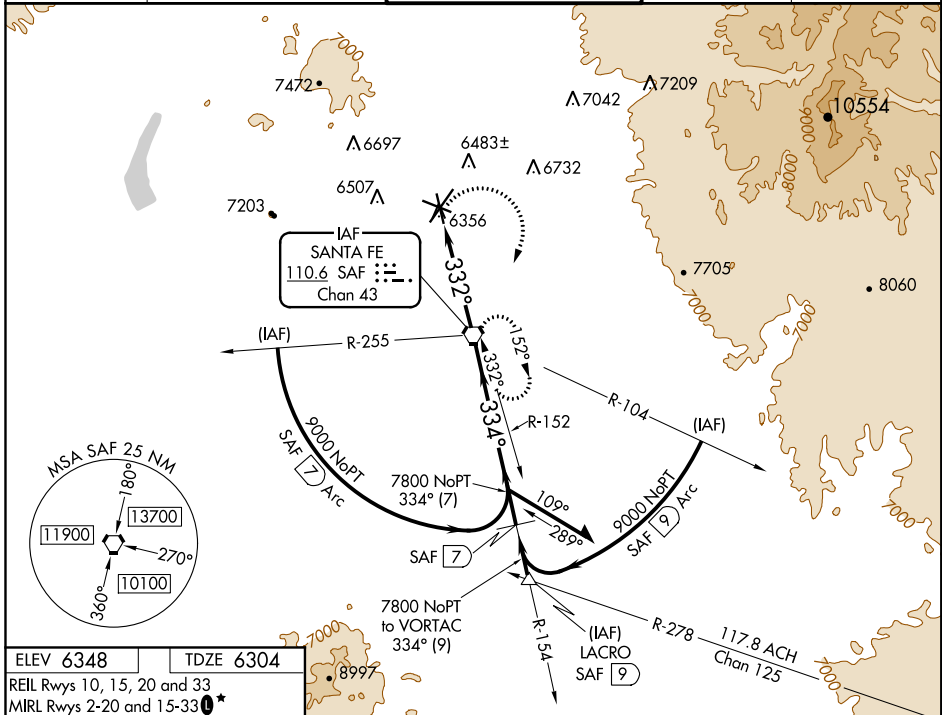 7000
7472
7042
7209
10554
9000
8000
6697
6483±
6732
6507
7203
6356
IAF
SANTA FE
110.6 SAF
Chan 43
332°
7705
7000
8060
7000
(IAF)
R-255
152°
332°
R-104
(IAF)
334°
R-152
9000 NoPT
SAF 7 Arc
7800 NoPT
334° (7)
109°
289°
9000 NoPT
SAF 9 Arc
MSA SAF 25 NM
180°
13700
11900
270°
10100
360°
SAF 7
7000
7800 NoPT
to VORTAC
334° (9)
R-154
(IAF)
LACRO
SAF 9
R-278
117.8 ACH
Chan 125
7000
7000
8997
ELEV 6348
TDZE 6304
REIL Rwys 10, 15, 20 and 33
MIRL Rwys 2-20 and 15-33 L ★